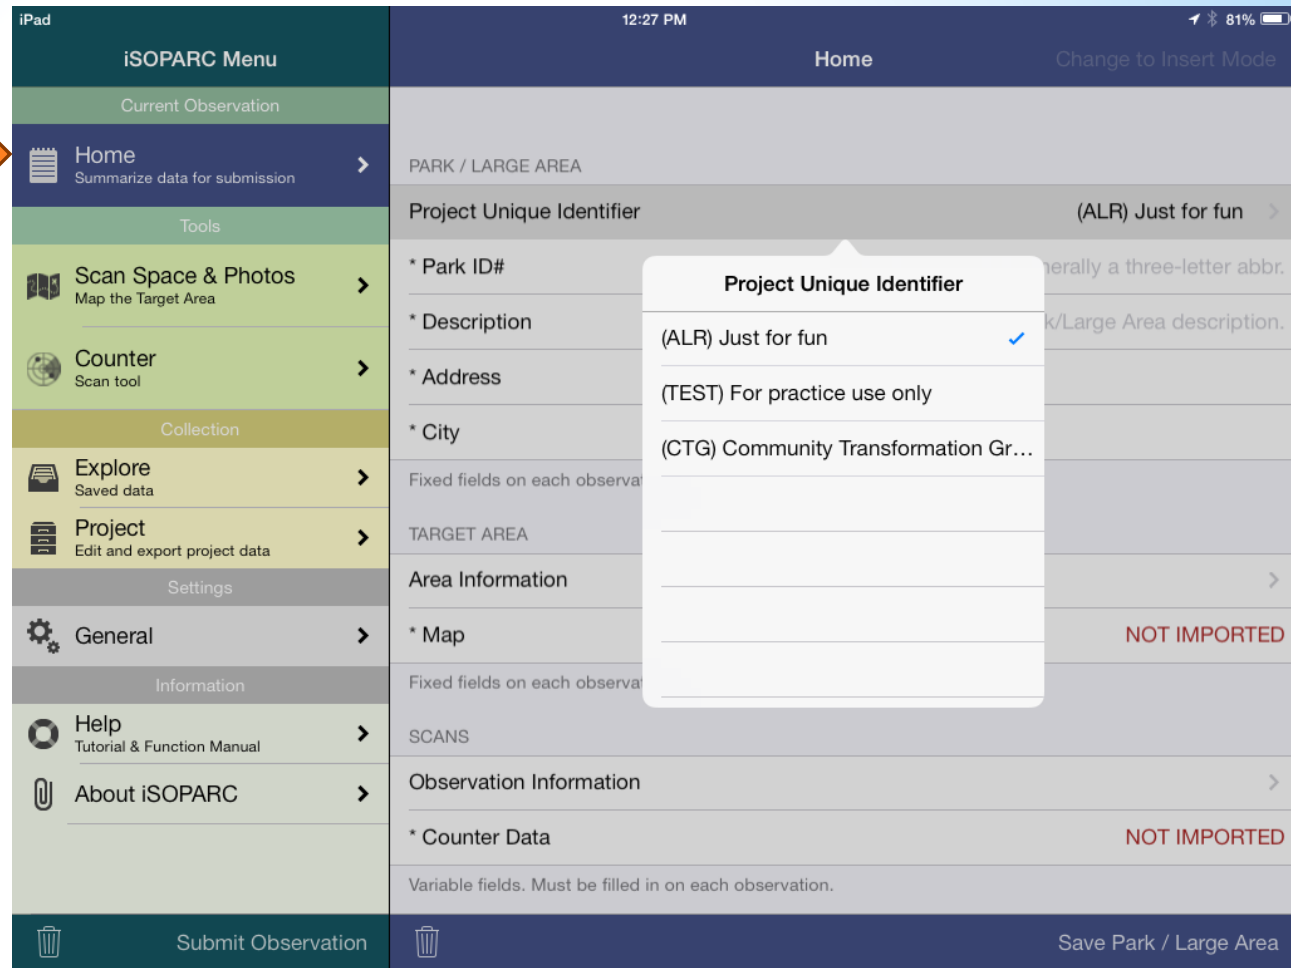 iPad
12:27 PM
81%
iSOPARC Menu
Home
Change to Insert Mode
Current Observation
Home
Summarize data for submission
Tools
Scan Space & Photos
Map the Target Area
Counter
Scan tool
Collection
Explore
Saved data
Project
Edit and export project data
Settings
General
Information
Help
Tutorial & Function Manual
About iSOPARC
Submit Observation
PARK / LARGE AREA
Project Unique Identifier
(ALR) Just for fun
* Park ID#
a three-letter abbr.
* Description
Area description.
* Address
* City
Fixed fields on each
TARGET AREA
Area Information
* Map
NOT IMPORTED
Fixed fields on each
SCANS
Observation Information
* Counter Data
NOT IMPORTED
Variable fields. Must be filled in on each observation.
Save Park / Large Area
Project Unique Identifier
(ALR) Just for fun
(TEST) For practice use only
(CTG) Community Transformation Gr...